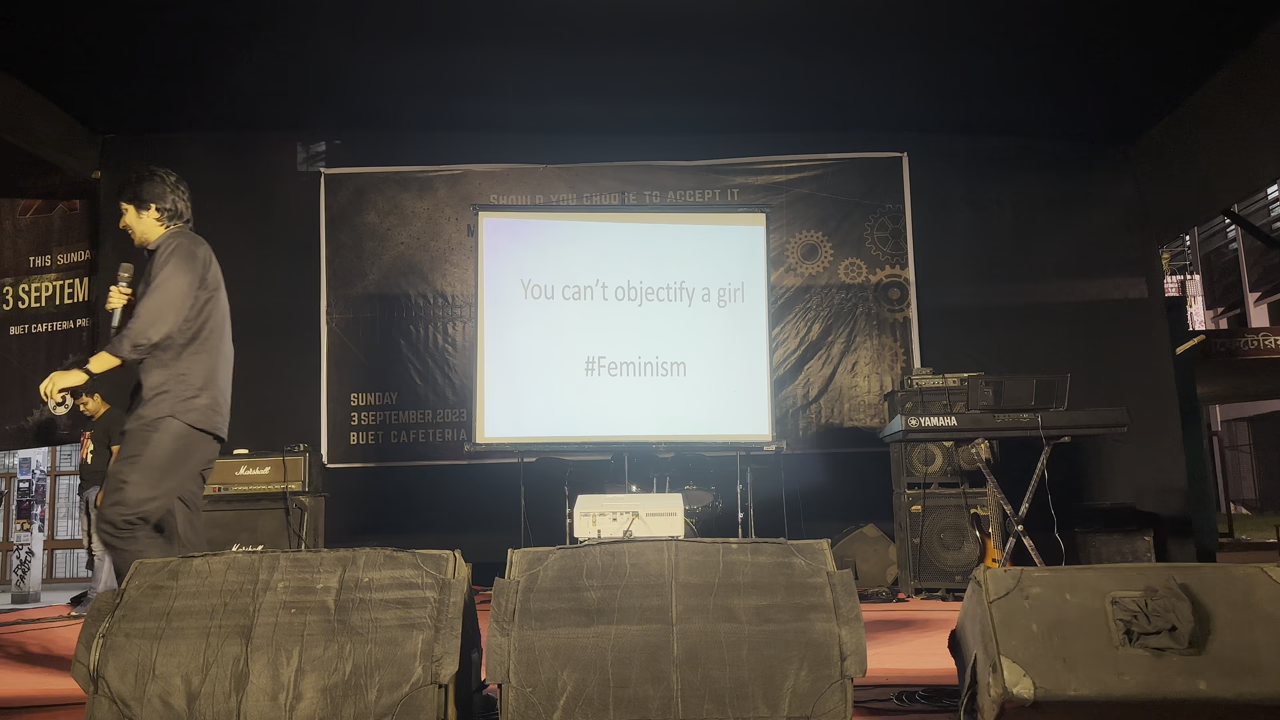 SHOULD YOU CHOOSE TO ACCEPT IT
M
You can't objectify a girl
#Feminism
SUNDAY
3 SEPTEMBER,2023
BUET CAFETERIA
THIS SUNDA
3 SEPTEM
BUET CAFETERIA PRE
Marshall
Marshall
YAMAHA
কেটেরি